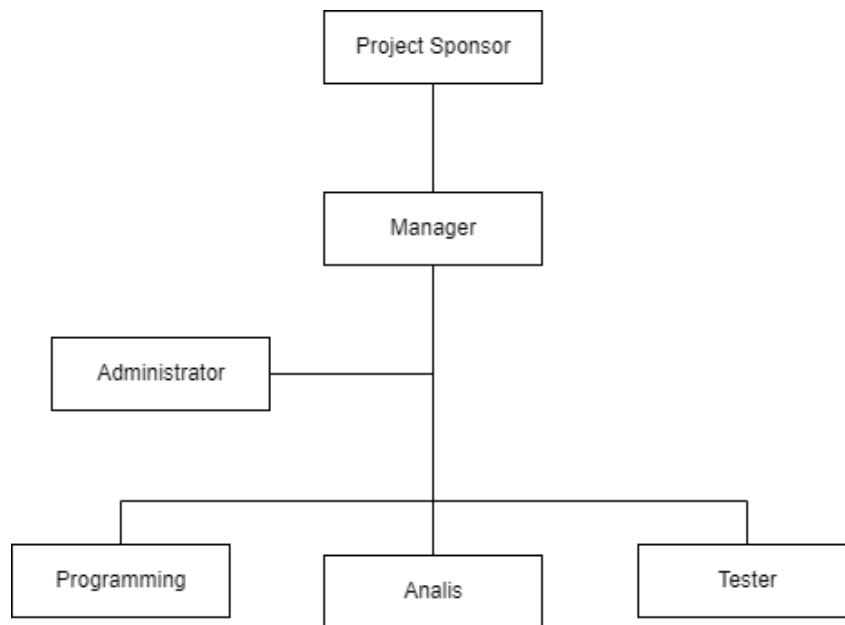 Project Sponsor
Manager
Administrator
Programming
Analis
Tester